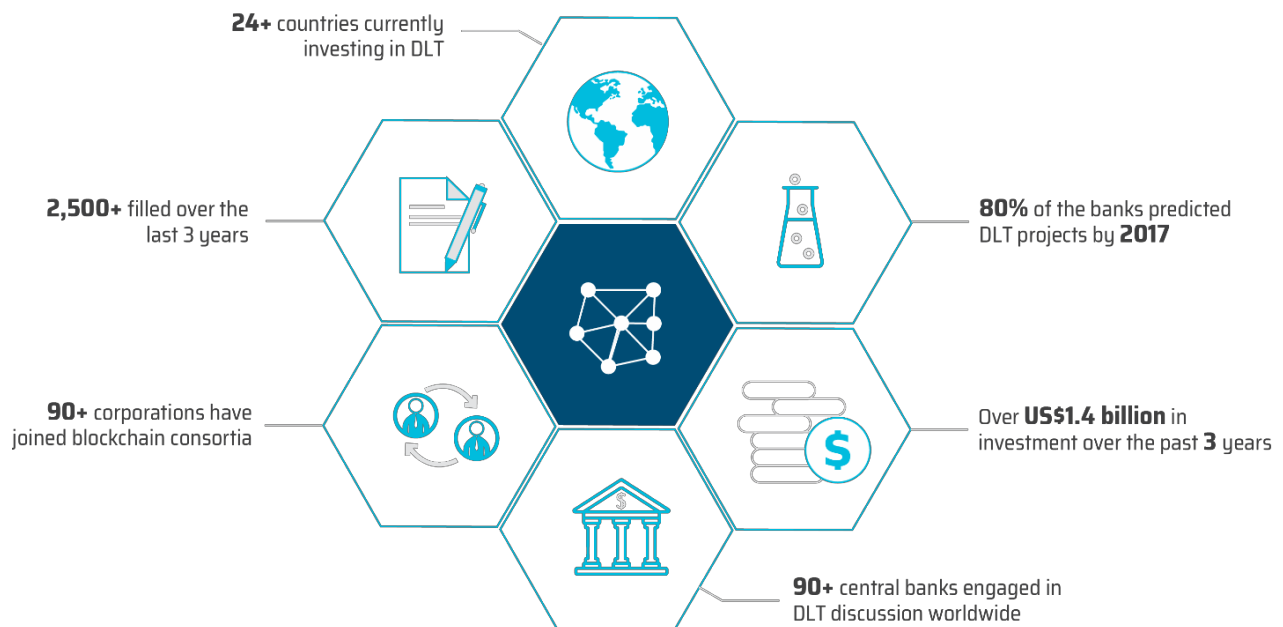 24+ countries currently
investing in DLT
2,500+ filled over the
last 3 years
80% of the banks predicted
DLT projects by 2017
90+ corporations have
joined blockchain consortia
Over US$1.4 billion in
investment over the past 3 years
$
$
90+ central banks engaged in
DLT discussion worldwide